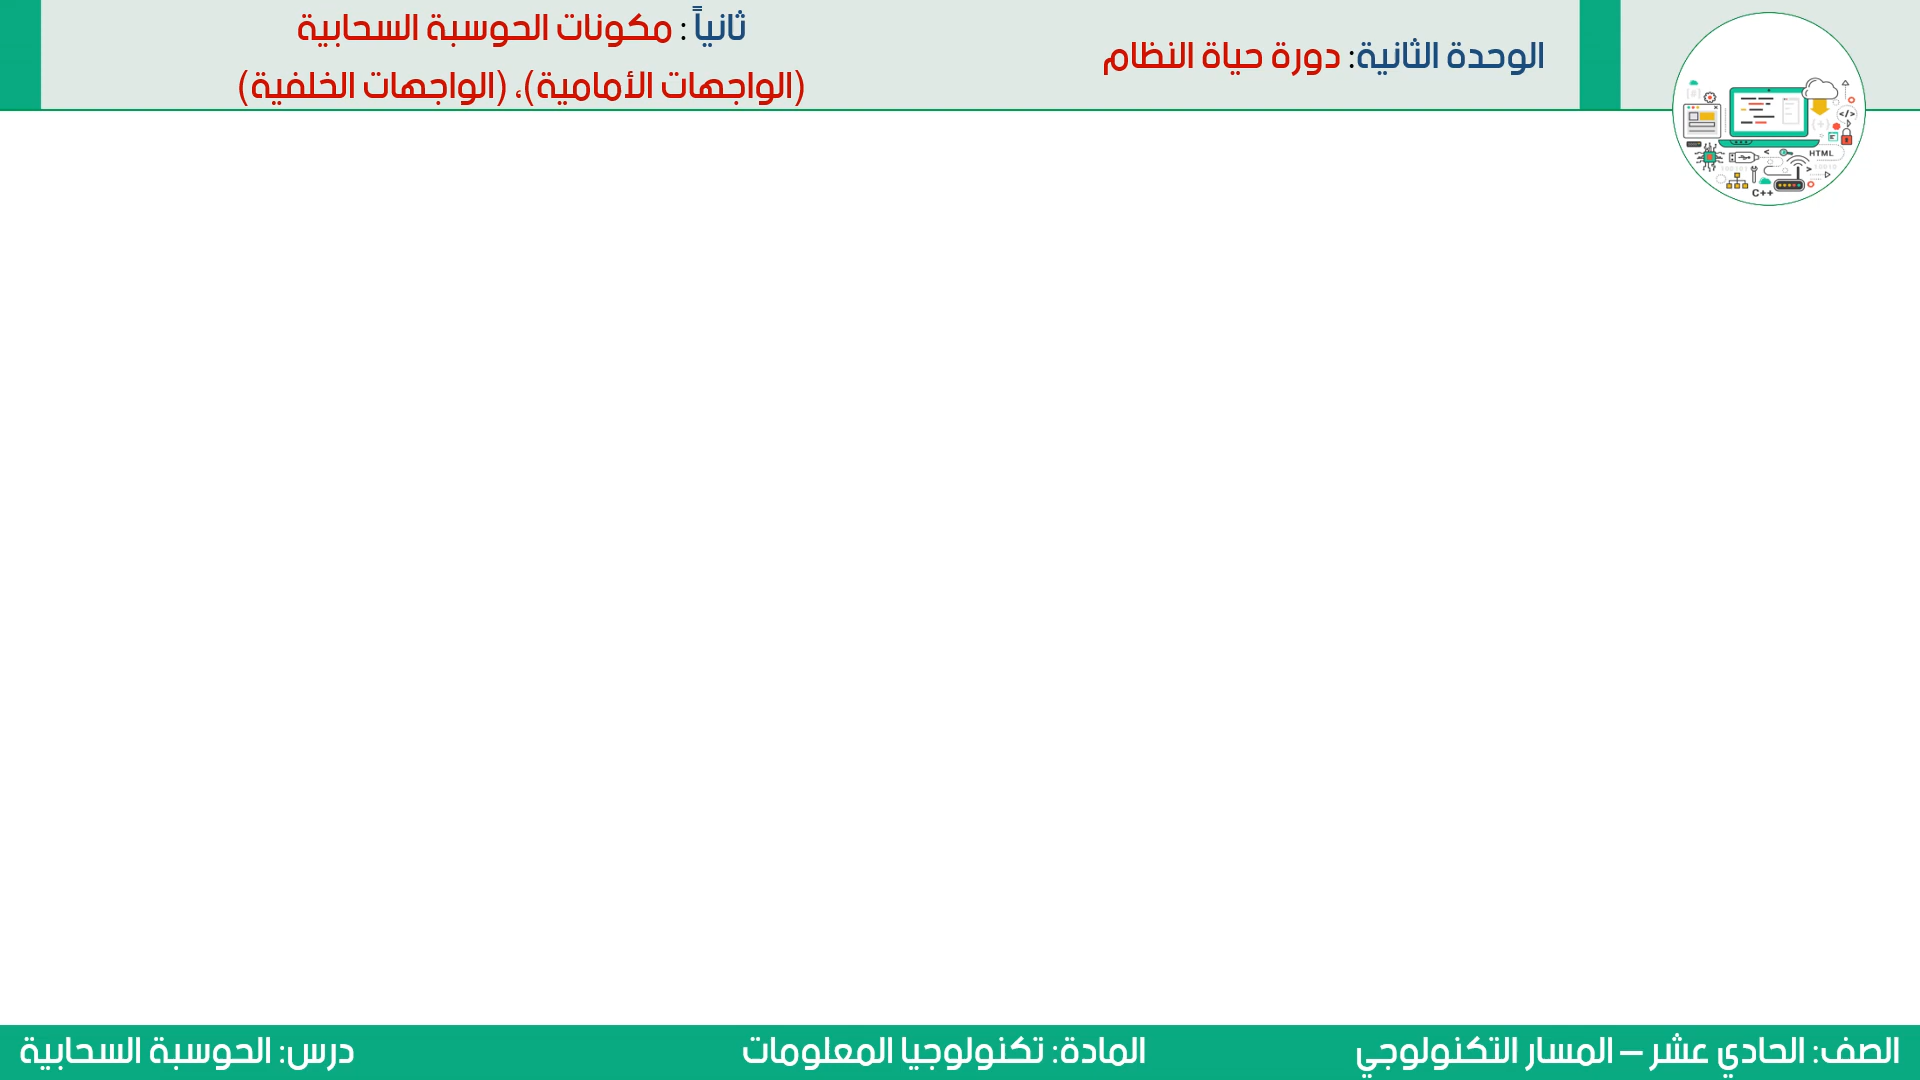 الوحدة الثانية: دورة حياة النظام
ثانياً : مكونات الحوسبة السحابية
(الواجهات الأمامية)، (الواجهات الخلفية)
</>
HTML
C++
الصف: الحادي عشر – المسار التكنولوجي
المادة: تكنولوجيا المعلومات
درس: الحوسبة السحابية